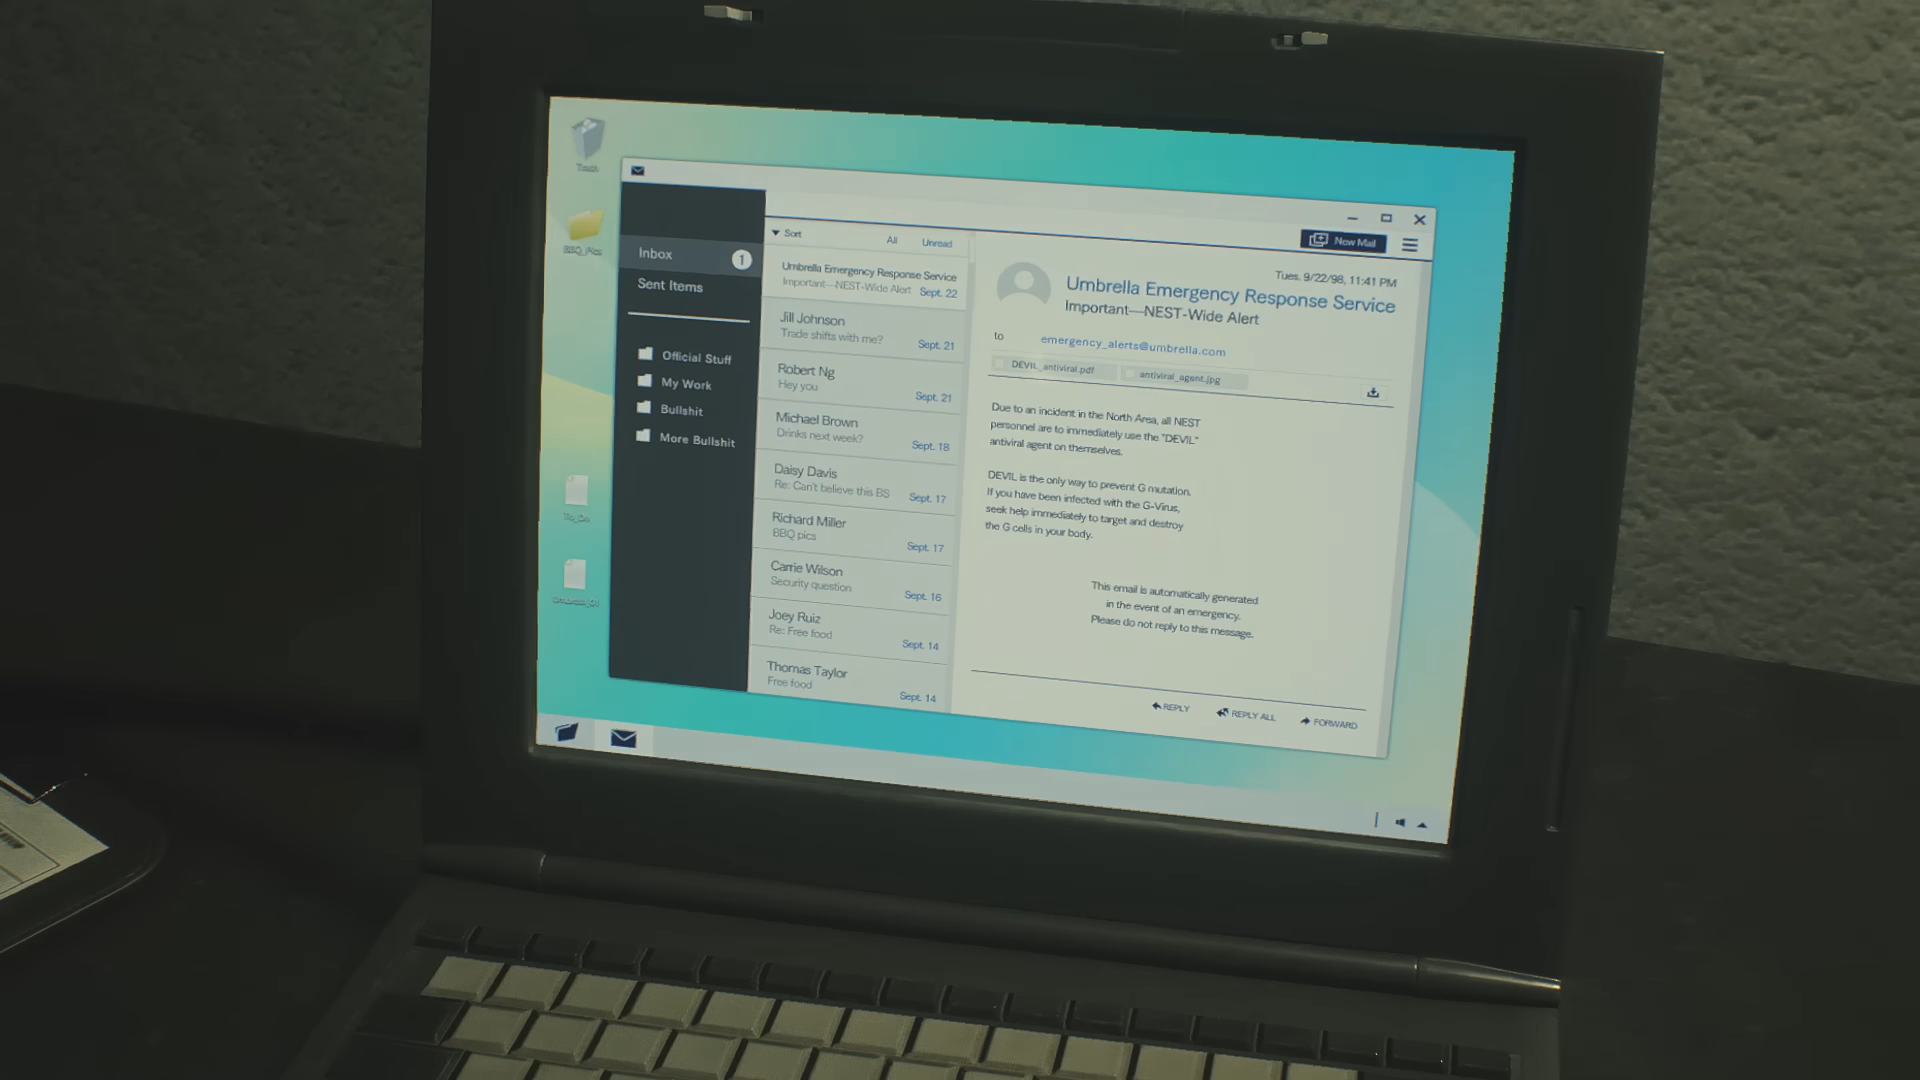 Trash
BBQ_Pics
To_Do
Inbox
1
Sent Items
Official Stuff
My Work
Bullshit
More Bullshit
Sort
All
Unread
Umbrella Emergency Response Service
Important—NEST-Wide Alert
Sept. 22
Jill Johnson
Trade shifts with me?
Sept. 21
Robert Ng
Hey you
Sept. 21
Michael Brown
Drinks next week?
Sept. 18
Daisy Davis
Re: Can't believe this BS
Sept. 17
Richard Miller
BBQ pics
Sept. 17
Carrie Wilson
Security question
Sept. 16
Joey Ruiz
Re: Free food
Sept. 14
Thomas Taylor
Free food
Sept. 14
New Mail
Tues. 9/22/98, 11:41 PM
Umbrella Emergency Response Service
Important—NEST-Wide Alert
to emergency_alerts@umbrella.com
DEVIL_antiviral.pdf
antiviral_agent.jpg
Due to an incident in the North Area, all NEST
personnel are to immediately use the "DEVIL"
antiviral agent on themselves.
DEVIL is the only way to prevent G mutation.
If you have been infected with the G-Virus,
seek help immediately to target and destroy
the G cells in your body.
This email is automatically generated
in the event of an emergency.
Please do not reply to this message.
REPLY
REPLY ALL
FORWARD